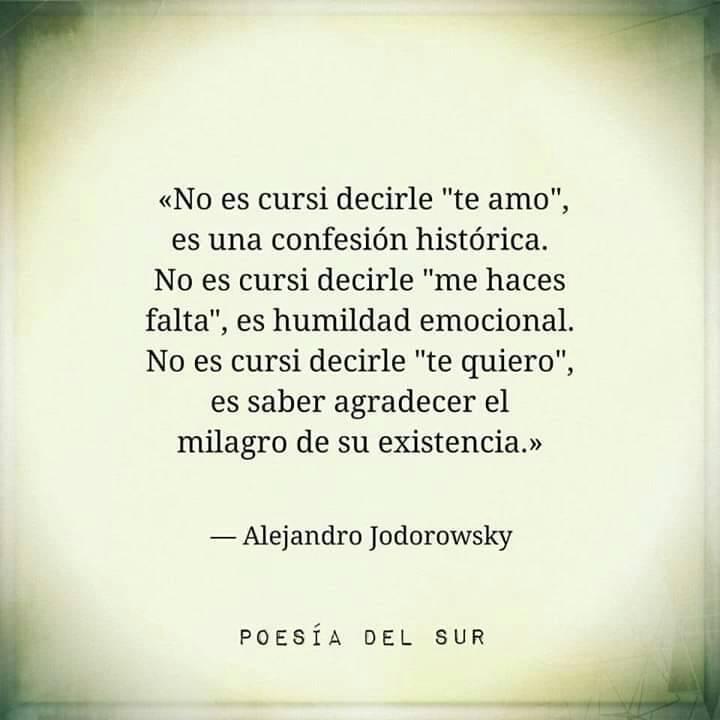 «No es cursi decirle "te amo",
es una confesión histórica.
No es cursi decirle "me haces
falta", es humildad emocional.
No es cursi decirle "te quiero",
es saber agradecer el
milagro de su existencia.»
— Alejandro Jodorowsky
POESÍA DEL SUR